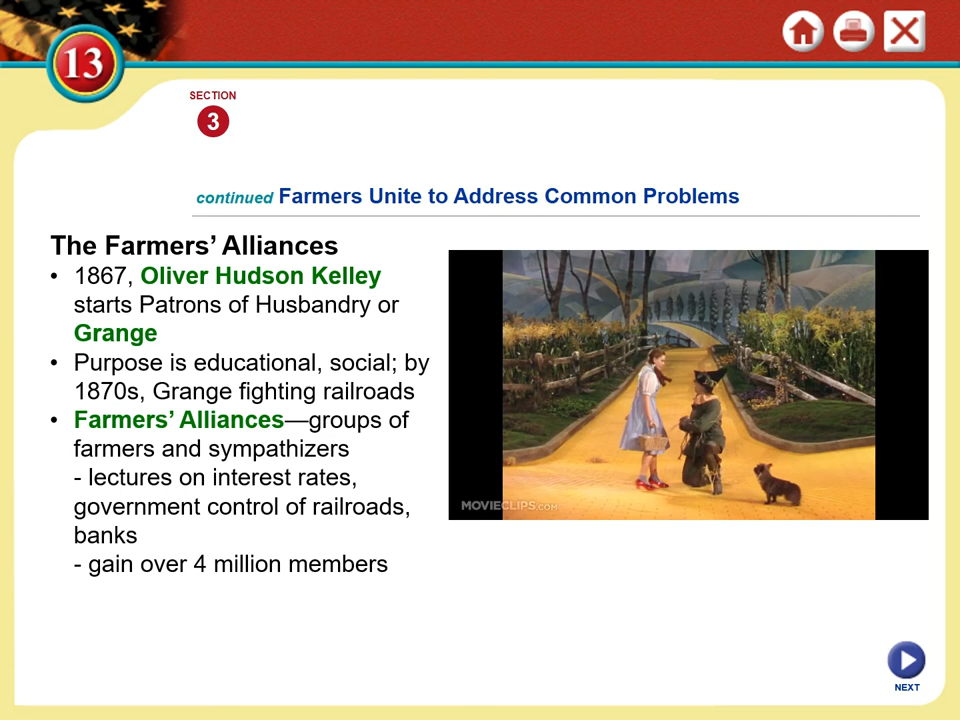 13
SECTION
3
continued Farmers Unite to Address Common Problems
The Farmers’ Alliances
• 1867, Oliver Hudson Kelley
starts Patrons of Husbandry or
Grange
• Purpose is educational, social; by
1870s, Grange fighting railroads
• Farmers’ Alliances—groups of
farmers and sympathizers
- lectures on interest rates,
government control of railroads,
banks
- gain over 4 million members
MOVIECLIPS.COM
NEXT